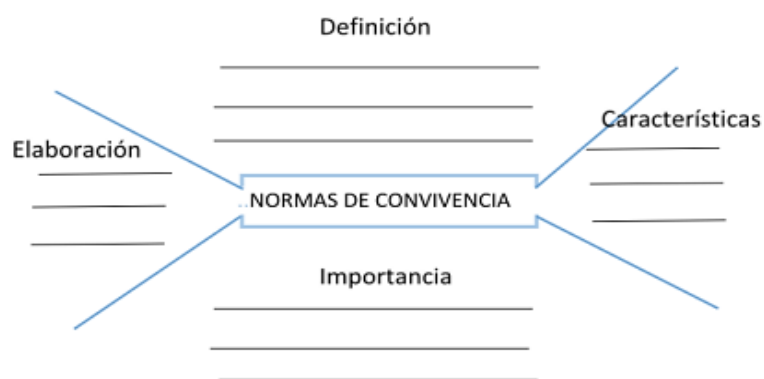 Definición
Características
Elaboración
..NORMAS DE CONVIVENCIA
Importancia